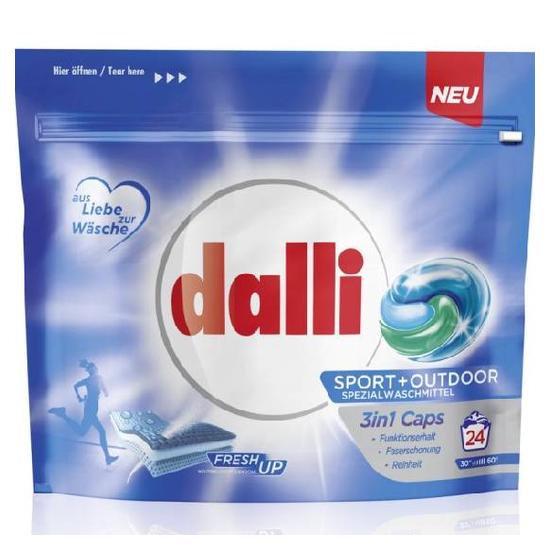 Hier öffnen / Tear here
NEU
aus
Liebe
zur
Wäsche
dalli
SPORT+OUTDOOR
SPEZIALWASCHMITTEL
3in1 Caps
• Funktionserhalt
• Faserschonung
• Reinheit
24
FRESH UP